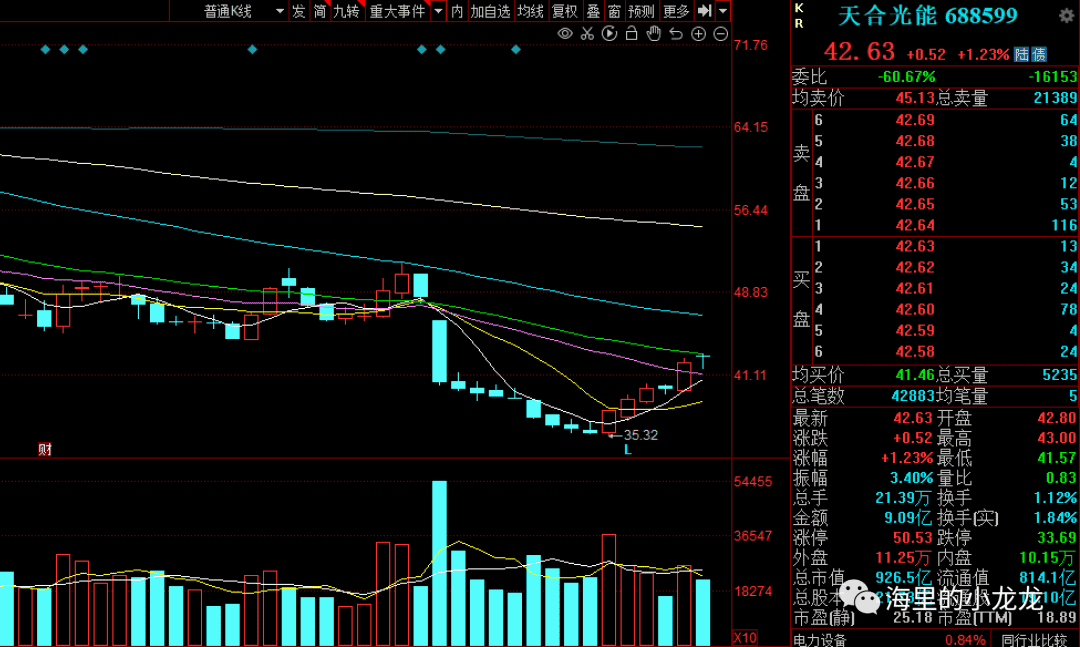 普通K线 发 简 九转 重大事件 内 加自选 均线 复权 叠 窗 预测 更多
71.76
64.15
56.44
48.83
41.11
35.32
L
财
54455
36547
18274
X10
K
R
天合光能 688599
42.63 +0.52 +1.23% 陆 债
委比 -60.67% -16153
均卖价 45.13 总卖量 21389
卖盘
6 42.69 64
5 42.68 38
4 42.67 4
3 42.66 12
2 42.65 53
1 42.64 116
买盘
1 42.63 13
2 42.62 34
3 42.61 24
4 42.60 78
5 42.59 4
6 42.58 24
均买价 41.46 总买量 5235
总笔数 42883 均笔量 5
最新 42.63 开盘 42.80
涨跌 +0.52 最高 43.00
涨幅 +1.23% 最低 41.57
振幅 3.40% 量比 0.83
总手 21.39万 换手 1.12%
金额 9.09亿 换手(实) 1.84%
涨停 50.53 跌停 33.69
外盘 11.25万 内盘 10.15万
总市值 926.5亿 流通值 814.1亿
总股本
海里的小龙龙
市盈(静) 25.18 市盈(TTM) 18.89
电力设备 0.84% 同行业比较